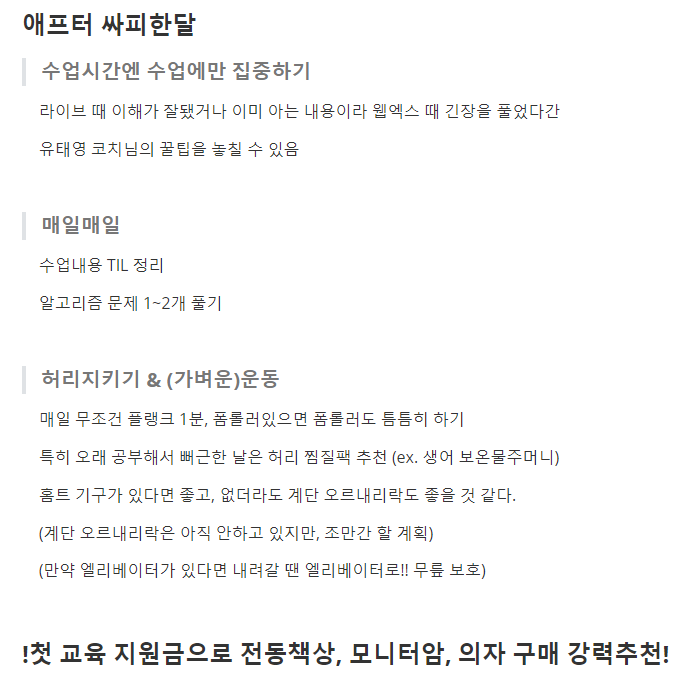 애프터 싸피한달
수업시간엔 수업에만 집중하기
라이브 때 이해가 잘됐거나 이미 아는 내용이라 웹엑스 때 긴장을 풀었다간
유태영 코치님의 꿀팁을 놓칠 수 있음
매일매일
수업내용 TIL 정리
알고리즘 문제 1~2개 풀기
허리지키기 & (가벼운)운동
매일 무조건 플랭크 1분, 폼롤러있으면 폼롤러도 틈틈히 하기
특히 오래 공부해서 뻐근한 날은 허리 찜질팩 추천 (ex. 생어 보온물주머니)
홈트 기구가 있다면 좋고, 없더라도 계단 오르내리락도 좋을 것 같다.
(계단 오르내리락은 아직 안하고 있지만, 조만간 할 계획)
(만약 엘리베이터가 있다면 내려갈 땐 엘리베이터로!! 무릎 보호)
!첫 교육 지원금으로 전동책상, 모니터암, 의자 구매 강력추천!